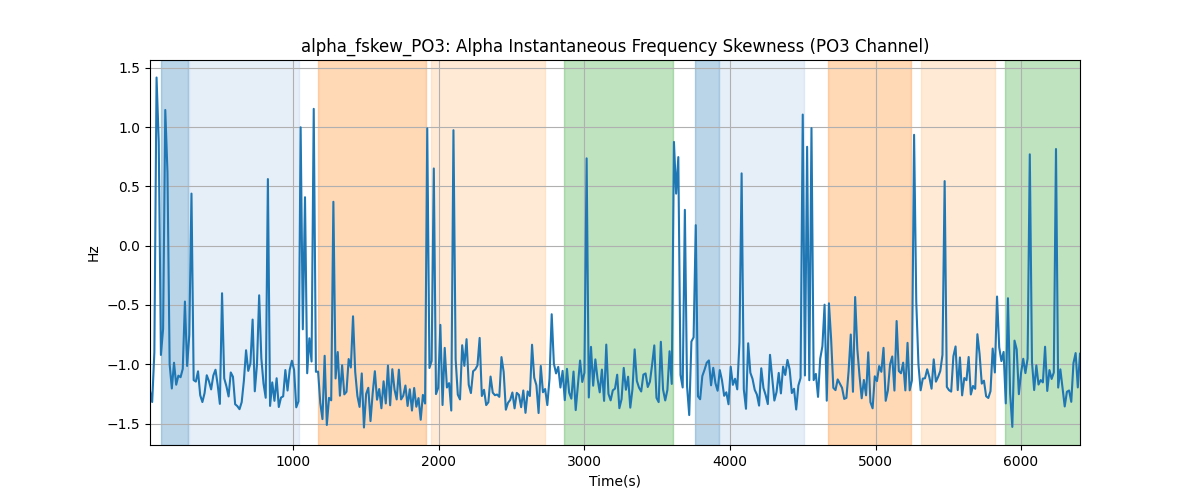 alpha_fskew_PO3: Alpha Instantaneous Frequency Skewness (PO3 Channel)
1.5
1.0
0.5
0.0
−0.5
−1.0
−1.5
Hz
1000 2000 3000 4000 5000 6000
Time(s)